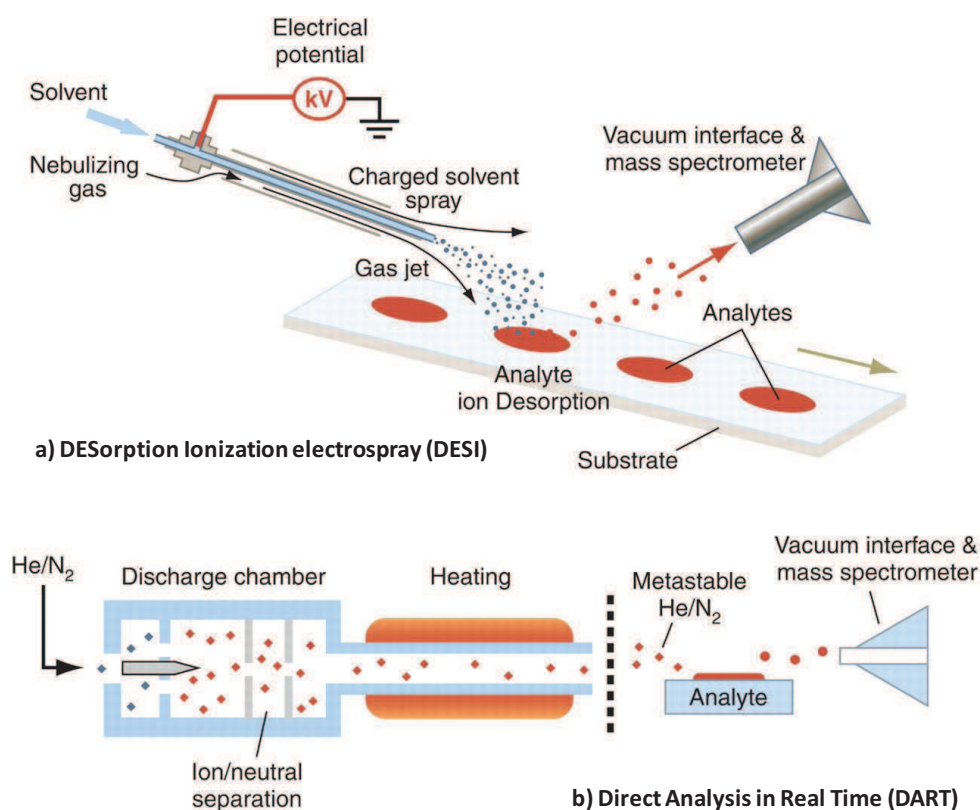 Electrical
potential
kV
Solvent
Nebulizing
gas
Charged solvent
spray
Gas jet
Vacuum interface &
mass spectrometer
Analytes
Analyte
ion Desorption
Substrate
a) DESorption Ionization electrospray (DESI)
He/N2
Discharge chamber
Heating
Metastable
He/N2
Vacuum interface &
mass spectrometer
Analyte
Ion/neutral
separation
b) Direct Analysis in Real Time (DART)